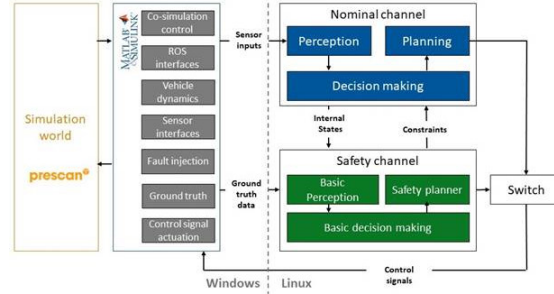 Simulation
world
prescan
MATLAB
&SIMULINK
Co-simulation
control
ROS
interfaces
Vehicle
dynamics
Sensor
interfaces
Fault injection
Ground truth
Control signal
actuation
Sensor
inputs
Ground
truth
data
Nominal channel
Perception
Planning
Decision making
Internal
States
Constraints
Safety channel
Basic
Perception
Safety planner
Basic decision making
Switch
Control
signals
Windows
Linux